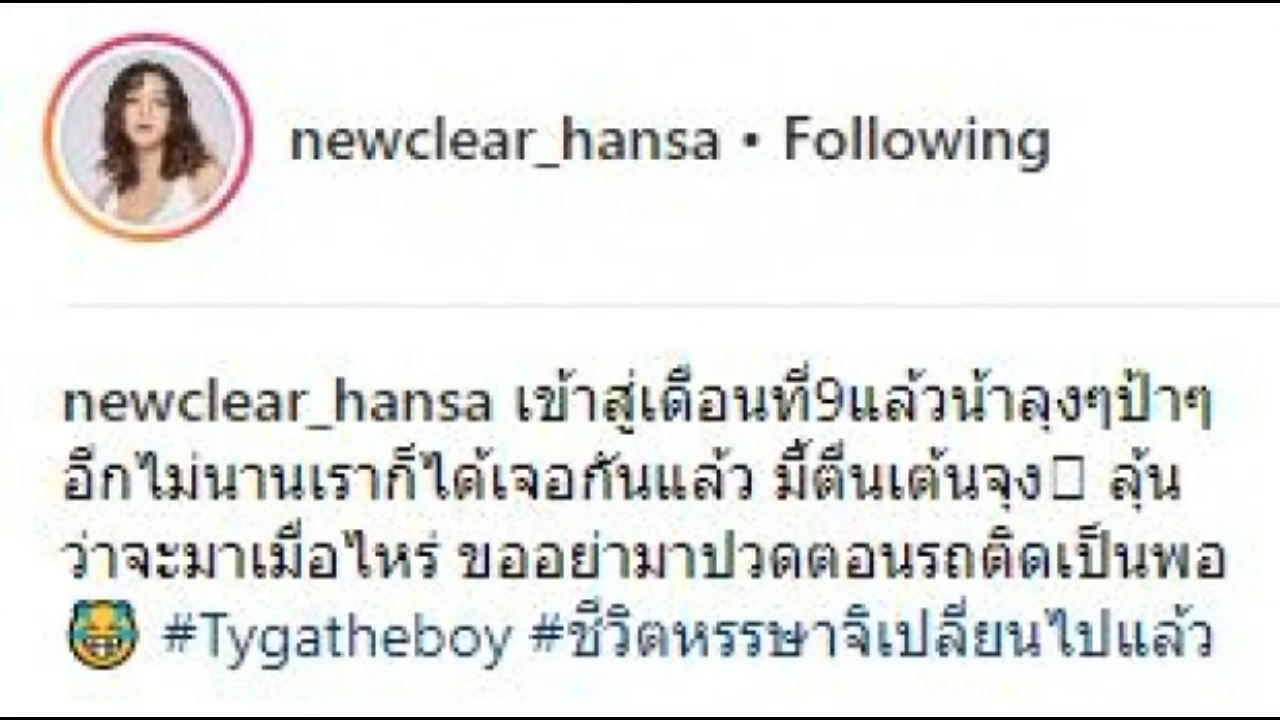 newclear_hansa • Following
newclear_hansa เข้าสู่เดือนที่9แล้วน้าลุงๆป้าๆ
อีกไม่นานเราก็ได้เจอกันแล้ว มี้ตื่นเต้นจุง ลุ้น
ว่าจะมาเมื่อไหร่ ขออย่ามาปวดตอนรถติดเป็นพอ
😹 #Tygatheboy #ชีวิตหรรษาจิเปลี่ยนไปแล้ว